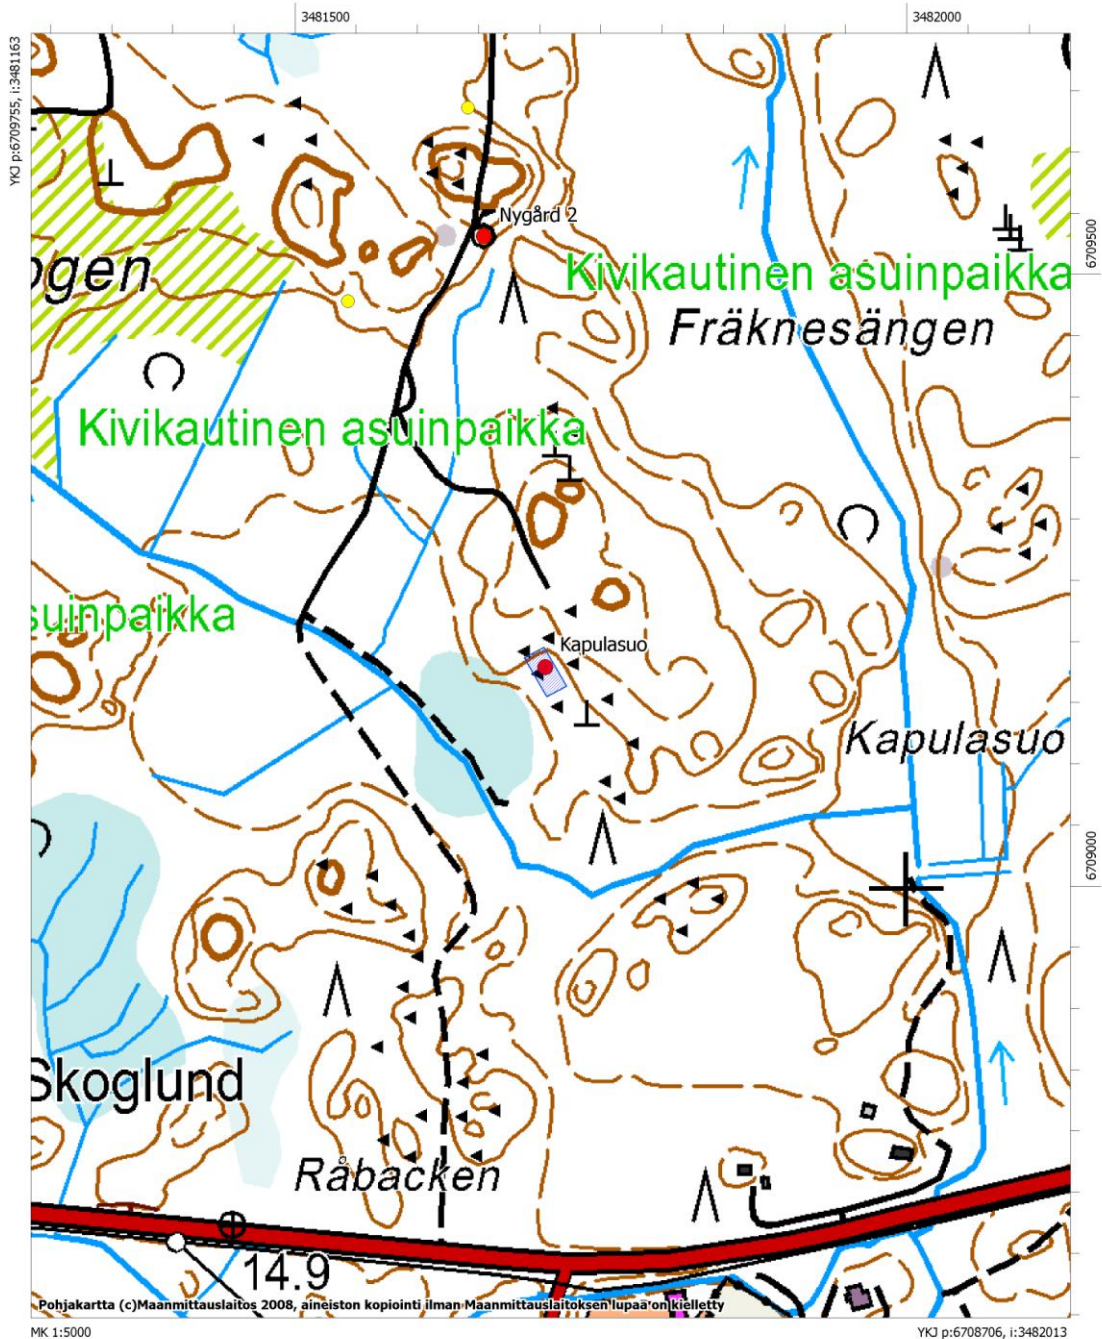 3481500
3482000
YKJ p:6709755, i:3481163
Nygård 2
6709500
ogen
Kivikautinen asuinpaikka
Fräknesängen
Kivikautinen asuinpaikka
suinpaikka
Kapulasuo
Kapulasuo
6709000
Skoglund
Råbacken
14.9
Pohjakartta (c)Maanmittauslaitos 2008, aineiston kopiointi ilman Maanmittauslaitoksen lupaa on kielletty
MK 1:5000
YKJ p:6708706, i:3482013